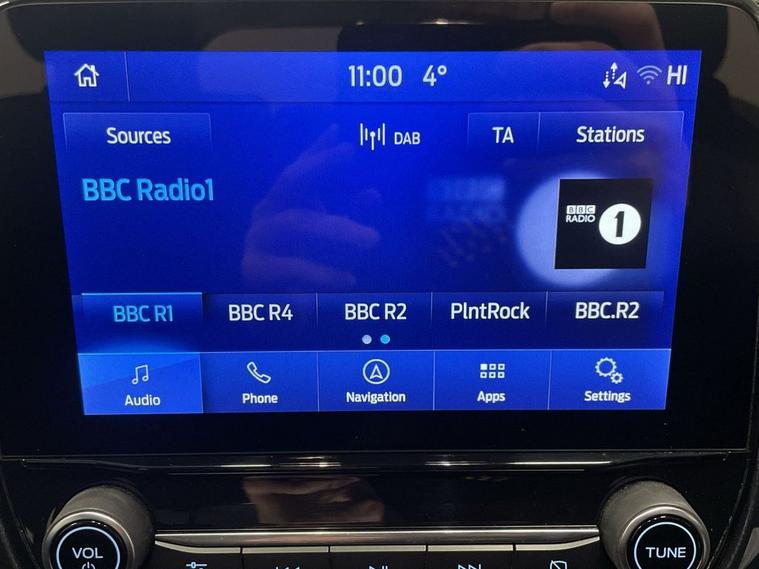 11:00 4° HI
Sources DAB TA Stations
BBC Radio1
BBC
RADIO 1
BBC R1 BBC R4 BBC R2 PlntRock BBC.R2
Audio Phone Navigation Apps Settings
VOL TUNE